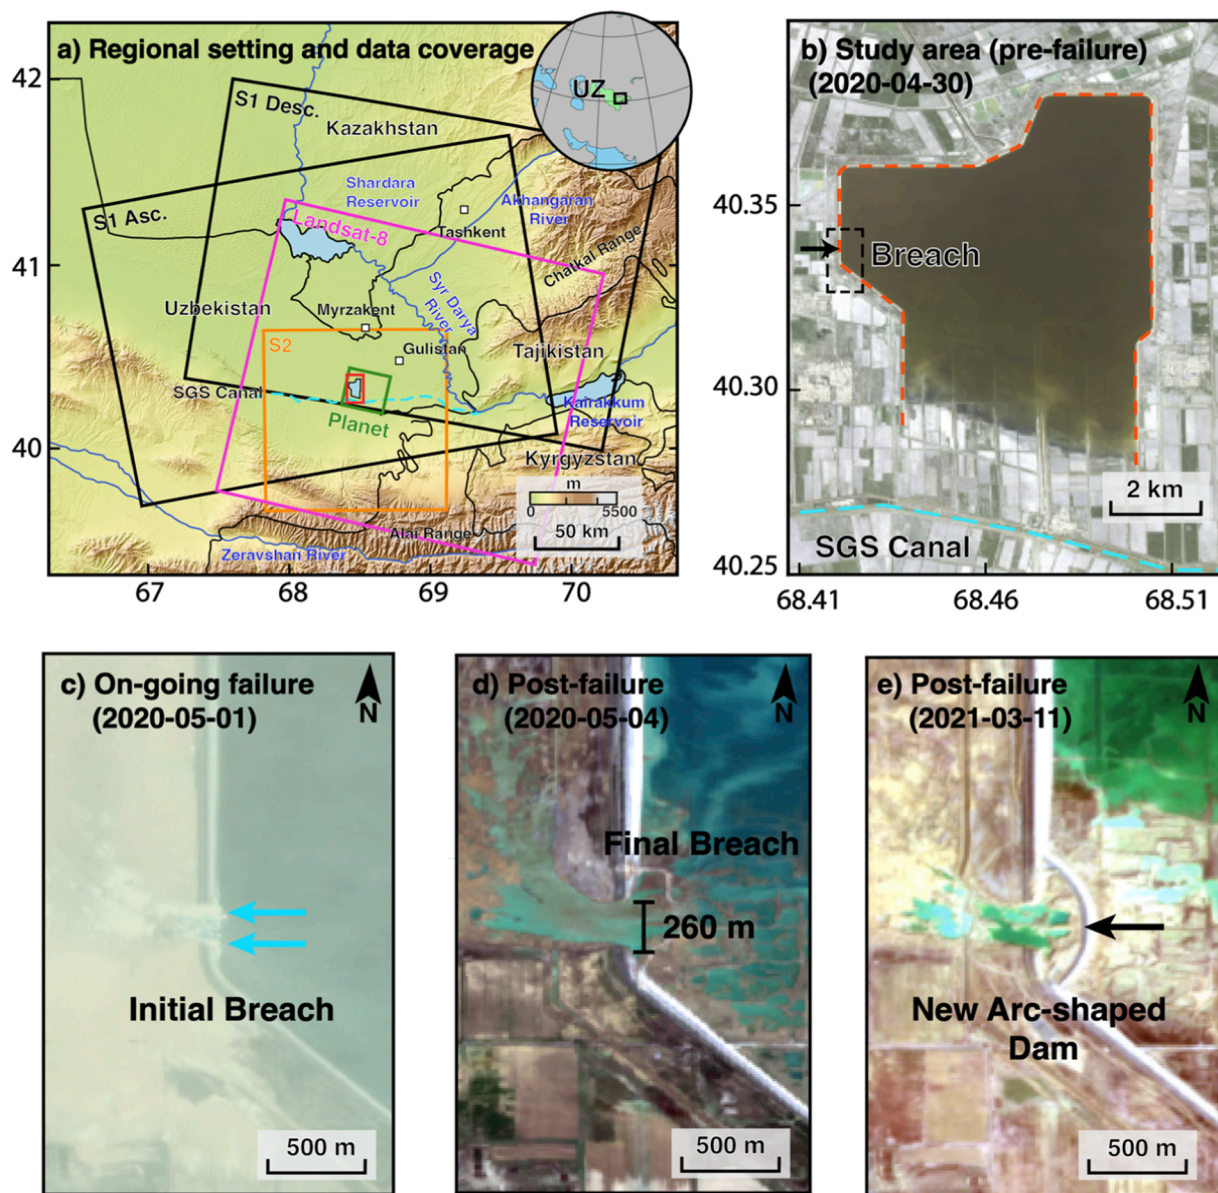 a) Regional setting and data coverage
UZ
42
41
40
67
68
69
70
S1 Desc.
Kazakhstan
S1 Asc.
Shardara
Reservoir
Akhangaran
River
Landsat-8
Tashkent
Chatkal Range
Uzbekistan
Myrzakent
Syr Darya
River
Gulistan
Tajikistan
S2
SGS Canal
Planet
Kairakkum
Reservoir
Kyrgyzstan
m
0 5500
50 km
Alai Range
Zeravshan River
b) Study area (pre-failure)
(2020-04-30)
40.35
40.30
40.25
68.41
68.46
68.51
Breach
2 km
SGS Canal
c) On-going failure
(2020-05-01)
N
Initial Breach
500 m
d) Post-failure
(2020-05-04)
N
Final Breach
260 m
500 m
e) Post-failure
(2021-03-11)
N
New Arc-shaped
Dam
500 m